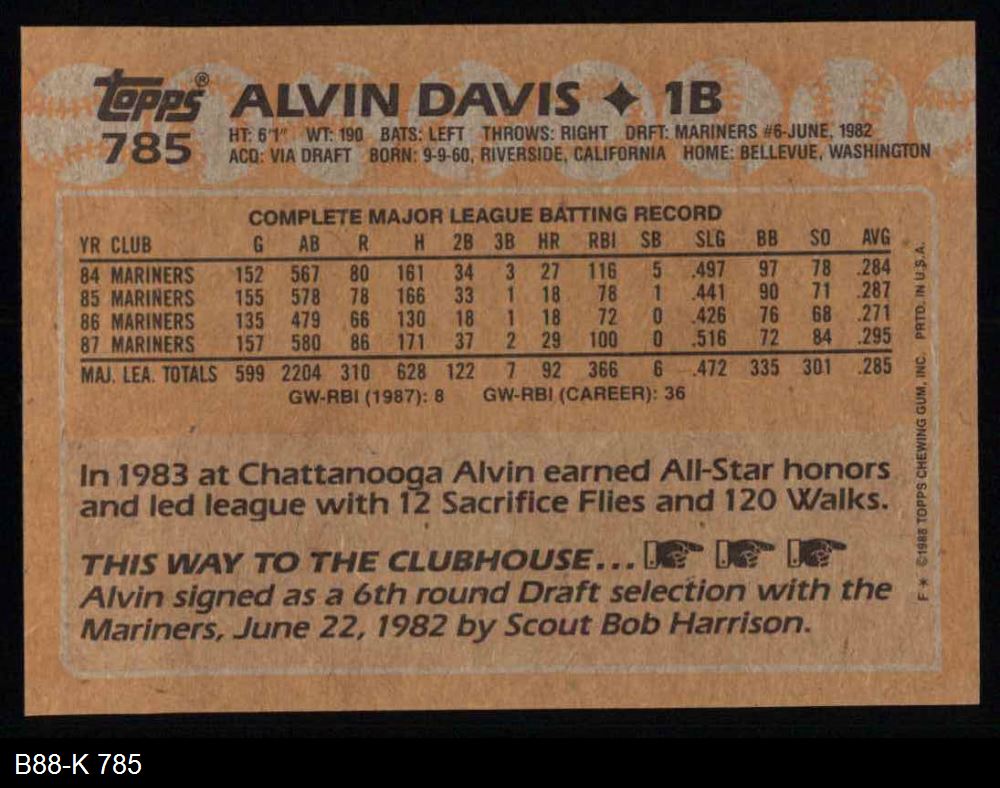 topps® ALVIN DAVIS ✦ 1B
785 HT: 6'1" WT: 190 BATS: LEFT THROWS: RIGHT DRFT: MARINERS #6-JUNE, 1982
ACQ: VIA DRAFT BORN: 9-9-60, RIVERSIDE, CALIFORNIA HOME: BELLEVUE, WASHINGTON
COMPLETE MAJOR LEAGUE BATTING RECORD
YR CLUB G AB R H 2B 3B HR RBI SB SLG BB SO AVG
84 MARINERS 152 567 80 161 34 3 27 116 5 .497 97 78 .284
85 MARINERS 155 578 78 166 33 1 18 78 1 .441 90 71 .287
86 MARINERS 135 479 66 130 18 1 18 72 0 .426 76 68 .271
87 MARINERS 157 580 86 171 37 2 29 100 0 .516 72 84 .295
MAJ. LEA. TOTALS 599 2204 310 628 122 7 92 366 6 .472 335 301 .285
GW-RBI (1987): 8 GW-RBI (CAREER): 36
In 1983 at Chattanooga Alvin earned All-Star honors
and led league with 12 Sacrifice Flies and 120 Walks.
THIS WAY TO THE CLUBHOUSE...
Alvin signed as a 6th round Draft selection with the
Mariners, June 22, 1982 by Scout Bob Harrison.
F* ©1988 TOPPS CHEWING GUM, INC. PRTD. IN U.S.A.
B88-K 785